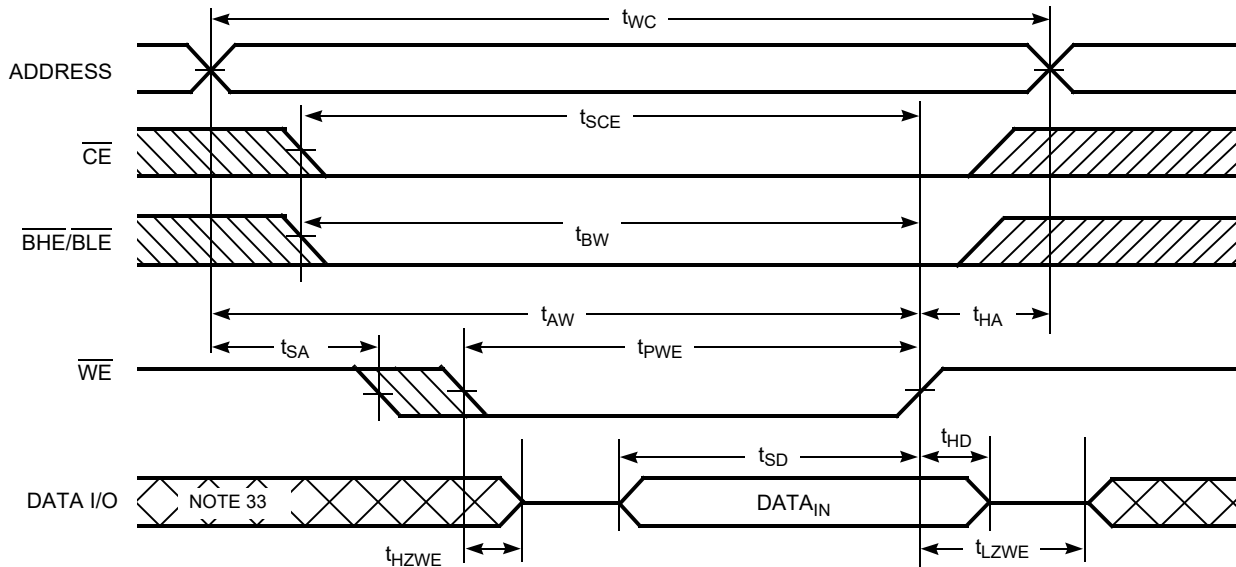 tWC
ADDRESS
tSCE
CE
BHE/BLE
tBW
tAW
tHA
tSA
tPWE
WE
tSD
tHD
DATA I/O
NOTE 33
DATAIN
tHZWE
tLZWE